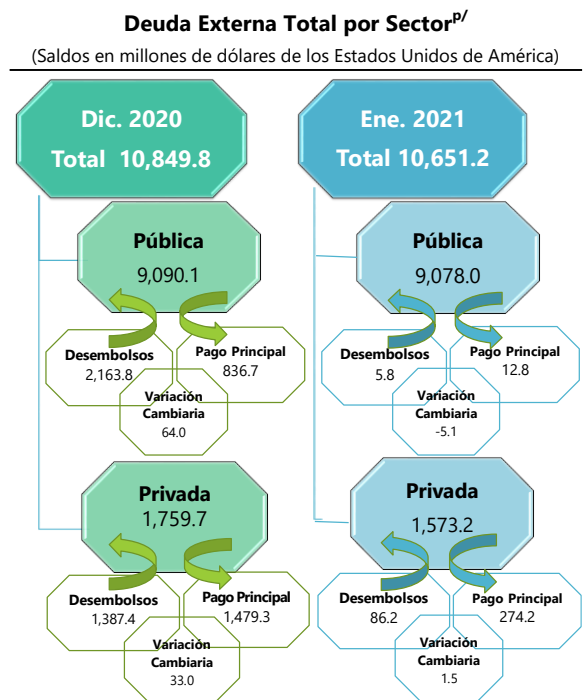 Deuda Externa Total por Sector p/
(Saldos en millones de dólares de los Estados Unidos de América)
Dic. 2020
Total 10,849.8
Pública
9,090.1
Desembolsos
2,163.8
Pago Principal
836.7
Variación
Cambiaria
64.0
Privada
1,759.7
Desembolsos
1,387.4
Pago Principal
1,479.3
Variación
Cambiaria
33.0
Ene. 2021
Total 10,651.2
Pública
9,078.0
Desembolsos
5.8
Pago Principal
12.8
Variación
Cambiaria
-5.1
Privada
1,573.2
Desembolsos
86.2
Pago Principal
274.2
Variación
Cambiaria
1.5